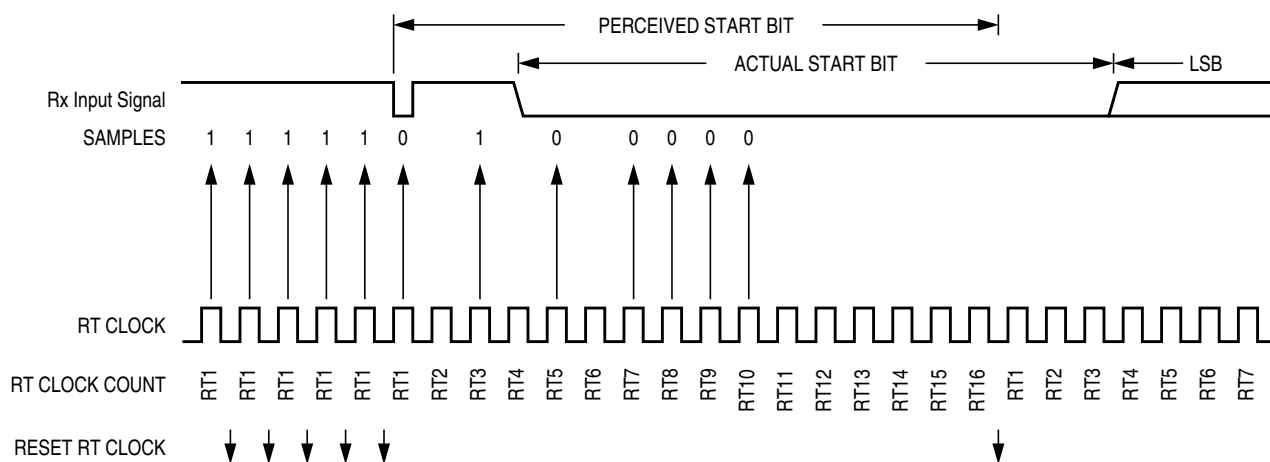 PERCEIVED START BIT
ACTUAL START BIT
LSB
Rx Input Signal
SAMPLES 1 1 1 1 1 0 1 0 0 0 0 0
RT CLOCK
RT CLOCK COUNT RT1 RT1 RT1 RT1 RT1 RT1 RT2 RT3 RT4 RT5 RT6 RT7 RT8 RT9 RT10 RT11 RT12 RT13 RT14 RT15 RT16 RT1 RT2 RT3 RT4 RT5 RT6 RT7
RESET RT CLOCK